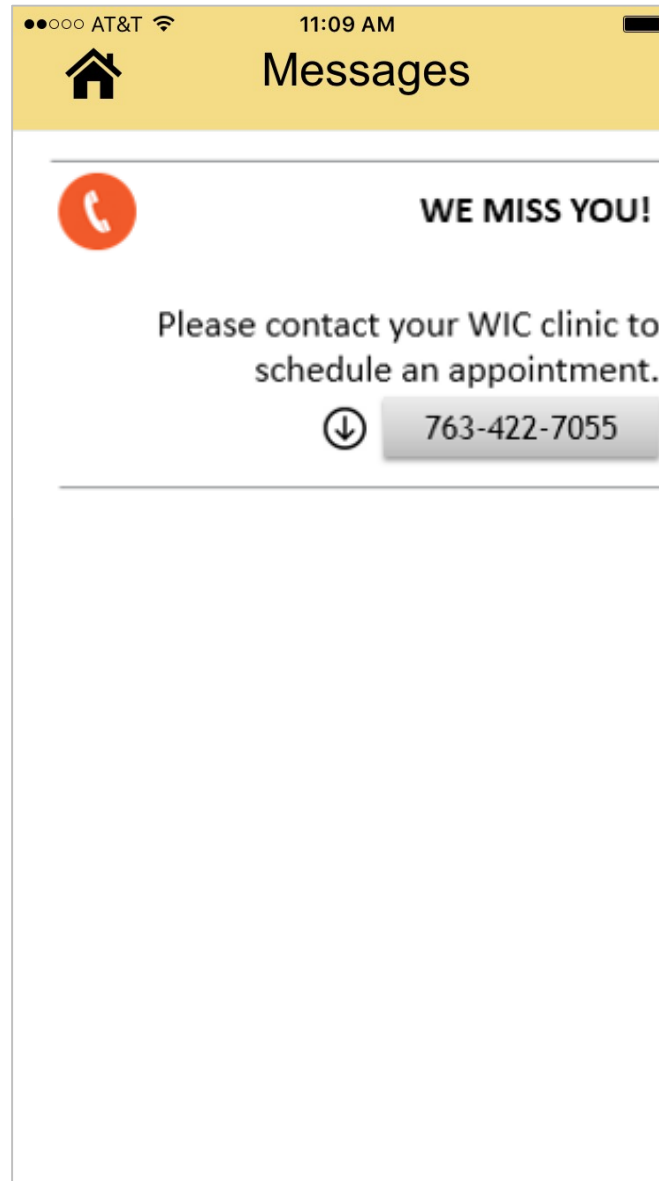 ●●○○○ AT&T 11:09 AM
Messages
WE MISS YOU!
Please contact your WIC clinic to
schedule an appointment.
763-422-7055